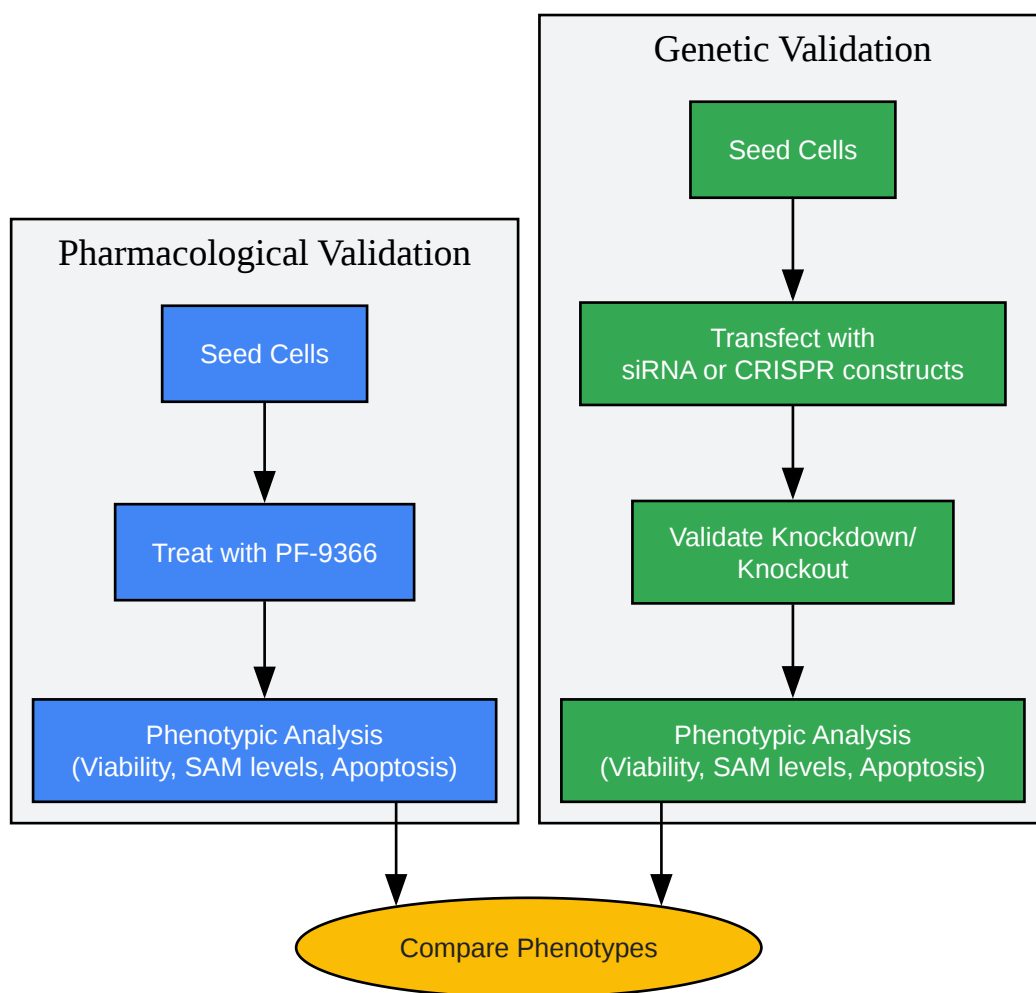 Pharmacological Validation
Seed Cells
Treat with PF-9366
Phenotypic Analysis
(Viability, SAM levels, Apoptosis)
Genetic Validation
Seed Cells
Transfect with
siRNA or CRISPR constructs
Validate Knockdown/
Knockout
Phenotypic Analysis
(Viability, SAM levels, Apoptosis)
Compare Phenotypes